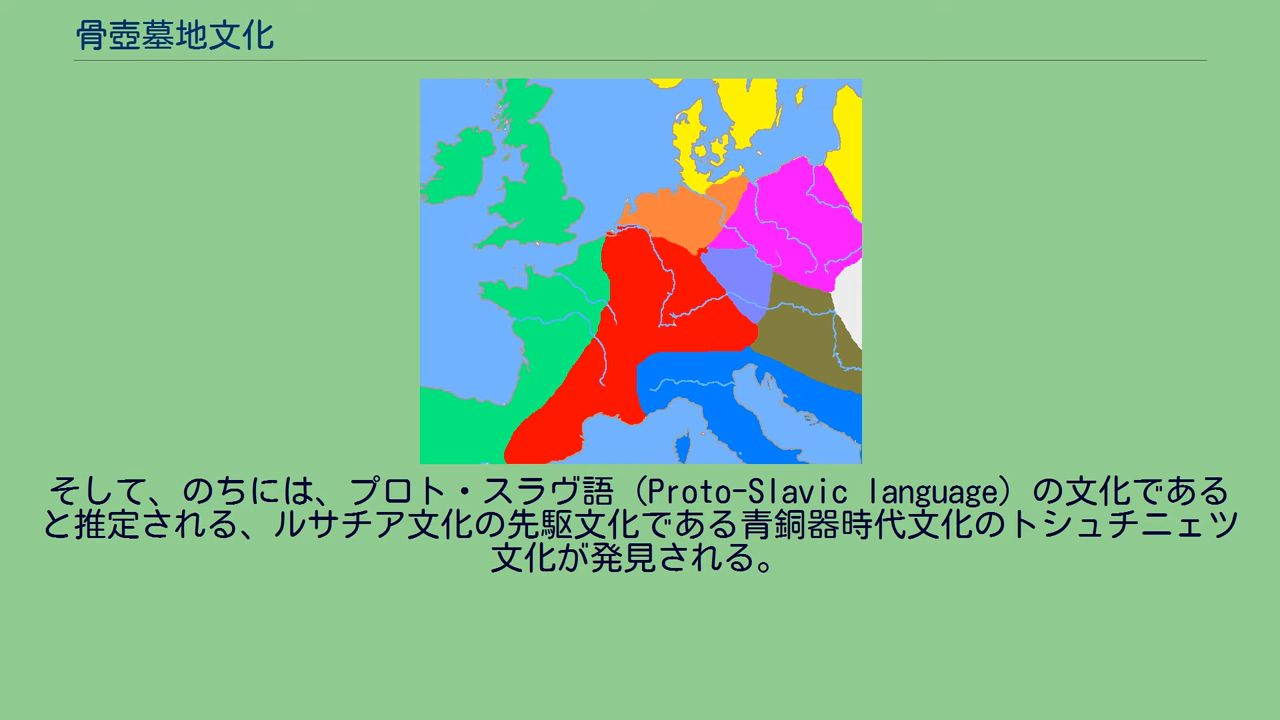 骨壺墓地文化
そして、のちには、プロト・スラヴ語（Proto-Slavic language）の文化である
と推定される、ルサチア文化の先駆文化である青銅器時代文化のトシュチニェツ
文化が発見される。